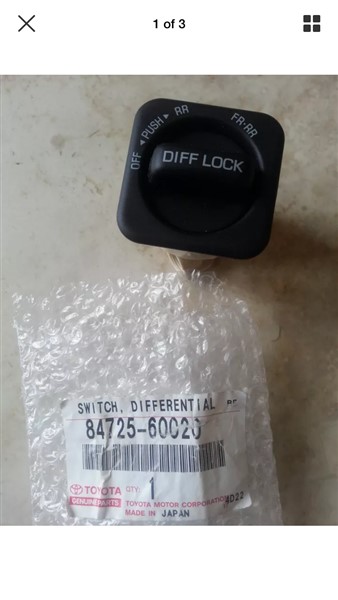 1 of 3
OFF ◄PUSH► RR FR·RR
DIFF LOCK
SWITCH, DIFFERENTIAL
84725-60020
TOYOTA
GENUINE PARTS
QTY. 1
TOYOTA MOTOR CORPORATION
MADE IN JAPAN